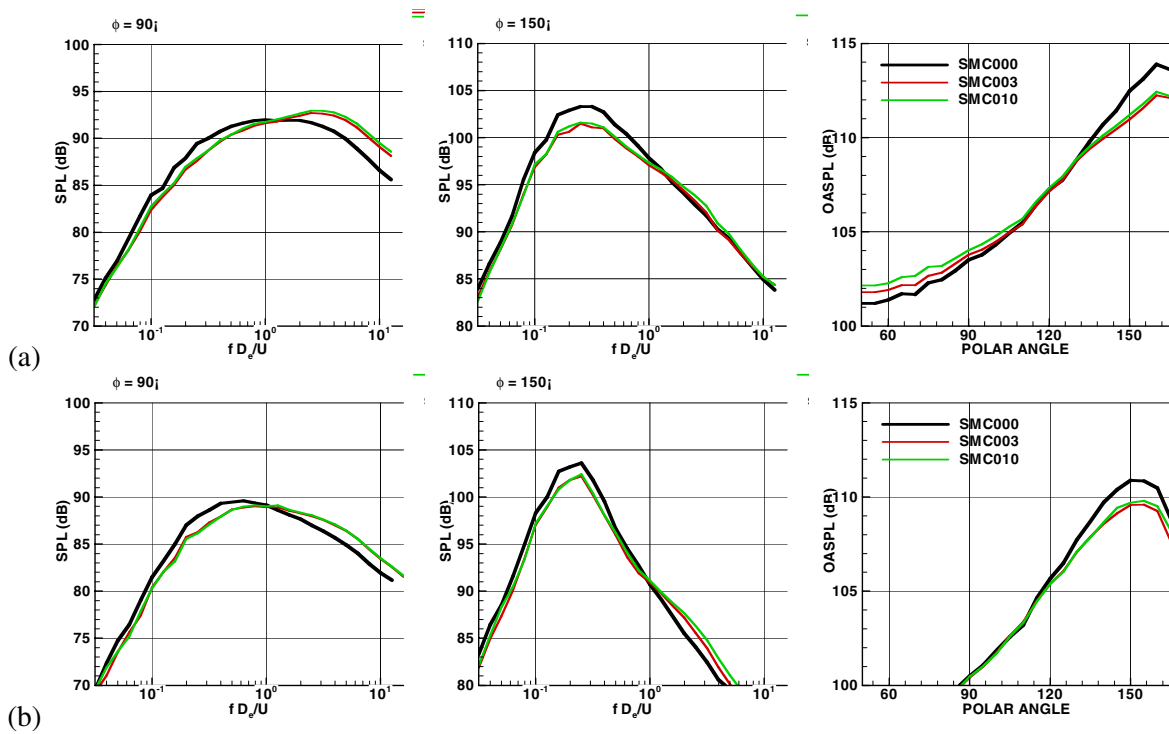 ϕ = 90¡
SPL (dB)
100
95
90
85
80
75
70
10⁻¹
10⁰
10¹
f Dₑ/U
ϕ = 150¡
SPL (dB)
110
105
100
95
90
85
80
10⁻¹
10⁰
10¹
f Dₑ/U
OASPL (dB)
115
110
105
100
60
90
120
150
POLAR ANGLE
SMC000
SMC003
SMC010
(a)
ϕ = 90¡
SPL (dB)
100
95
90
85
80
75
70
10⁻¹
10⁰
10¹
f Dₑ/U
ϕ = 150¡
SPL (dB)
110
105
100
95
90
85
80
10⁻¹
10⁰
10¹
f Dₑ/U
OASPL (dB)
115
110
105
100
60
90
120
150
POLAR ANGLE
SMC000
SMC003
SMC010
(b)